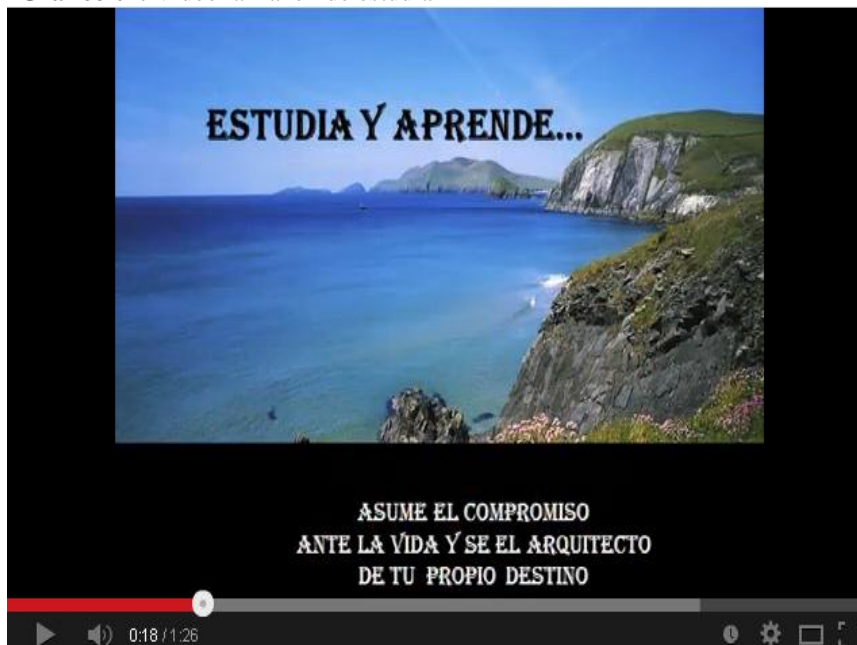 ESTUDIA Y APRENDE...
ASUME EL COMPROMISO
ANTE LA VIDA Y SE EL ARQUITECTO
DE TU PROPIO DESTINO
0:18 / 1:26